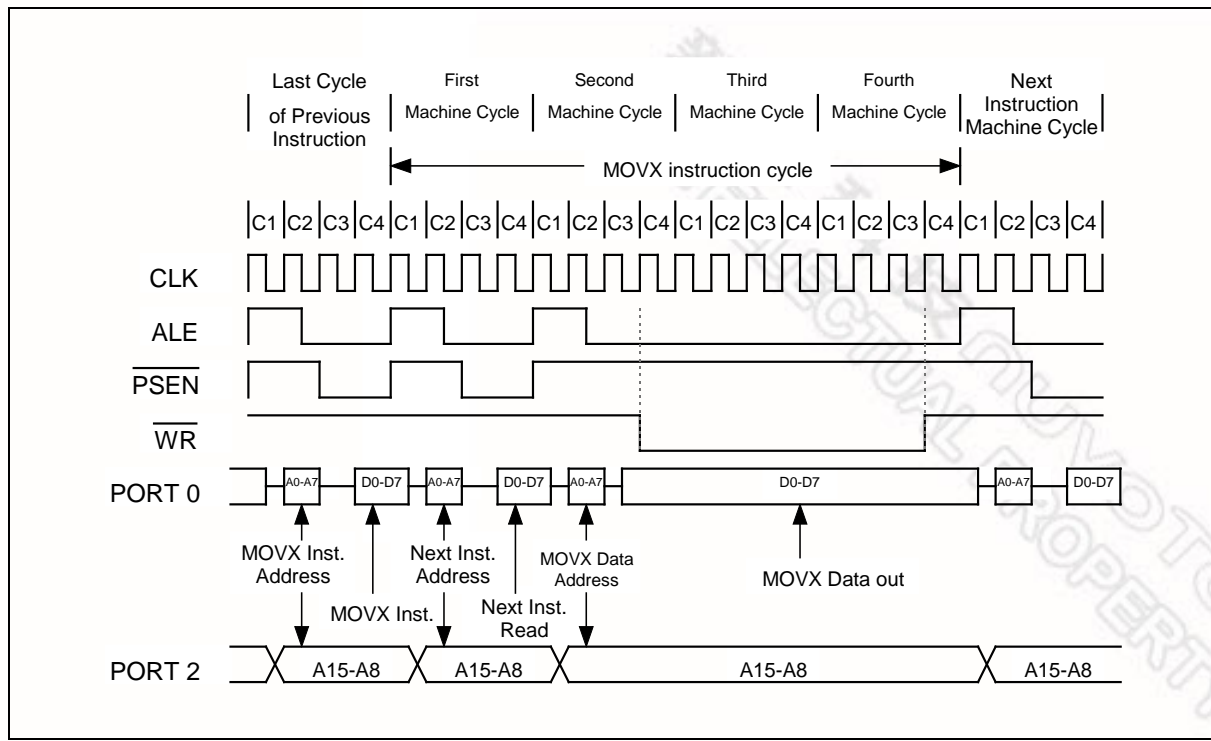 Last Cycle
of Previous
Instruction
First
Machine Cycle
Second
Machine Cycle
Third
Machine Cycle
Fourth
Machine Cycle
Next
Instruction
Machine Cycle
MOVX instruction cycle
C1 C2 C3 C4 C1 C2 C3 C4 C1 C2 C3 C4 C1 C2 C3 C4 C1 C2 C3 C4 C1 C2 C3 C4
CLK
ALE
PSEN
WR
PORT 0
A0-A7 D0-D7 A0-A7 D0-D7 A0-A7 D0-D7 A0-A7 D0-D7
MOVX Inst.
Address
MOVX Inst.
Next Inst.
Address
Next Inst.
Read
MOVX Data
Address
MOVX Data out
PORT 2
A15-A8 A15-A8 A15-A8 A15-A8